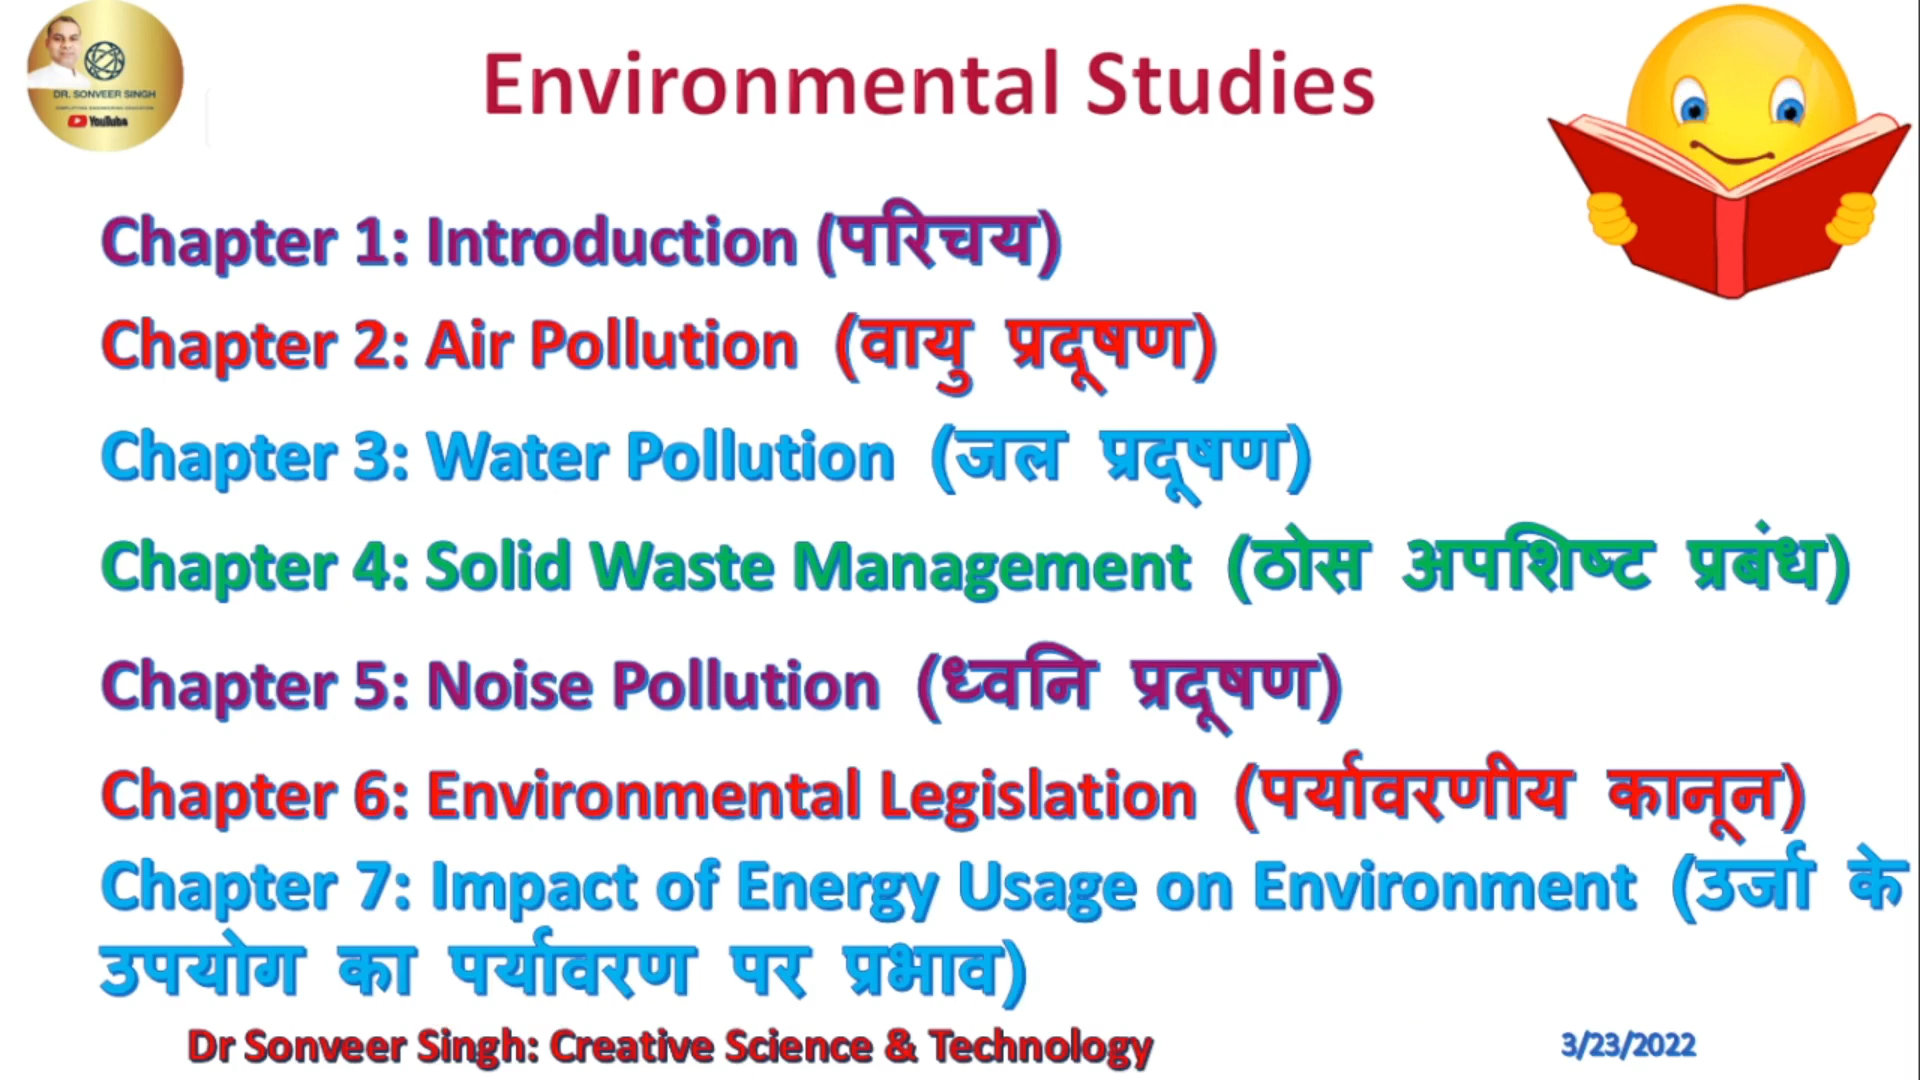 DR. SONVEER SINGH
YouTube
Environmental Studies
Chapter 1: Introduction (परिचय)
Chapter 2: Air Pollution (वायु प्रदूषण)
Chapter 3: Water Pollution (जल प्रदूषण)
Chapter 4: Solid Waste Management (ठोस अपशिष्ट प्रबंध)
Chapter 5: Noise Pollution (ध्वनि प्रदूषण)
Chapter 6: Environmental Legislation (पर्यावरणीय कानून)
Chapter 7: Impact of Energy Usage on Environment (उर्जा के
उपयोग का पर्यावरण पर प्रभाव)
Dr Sonveer Singh: Creative Science & Technology
3/23/2022